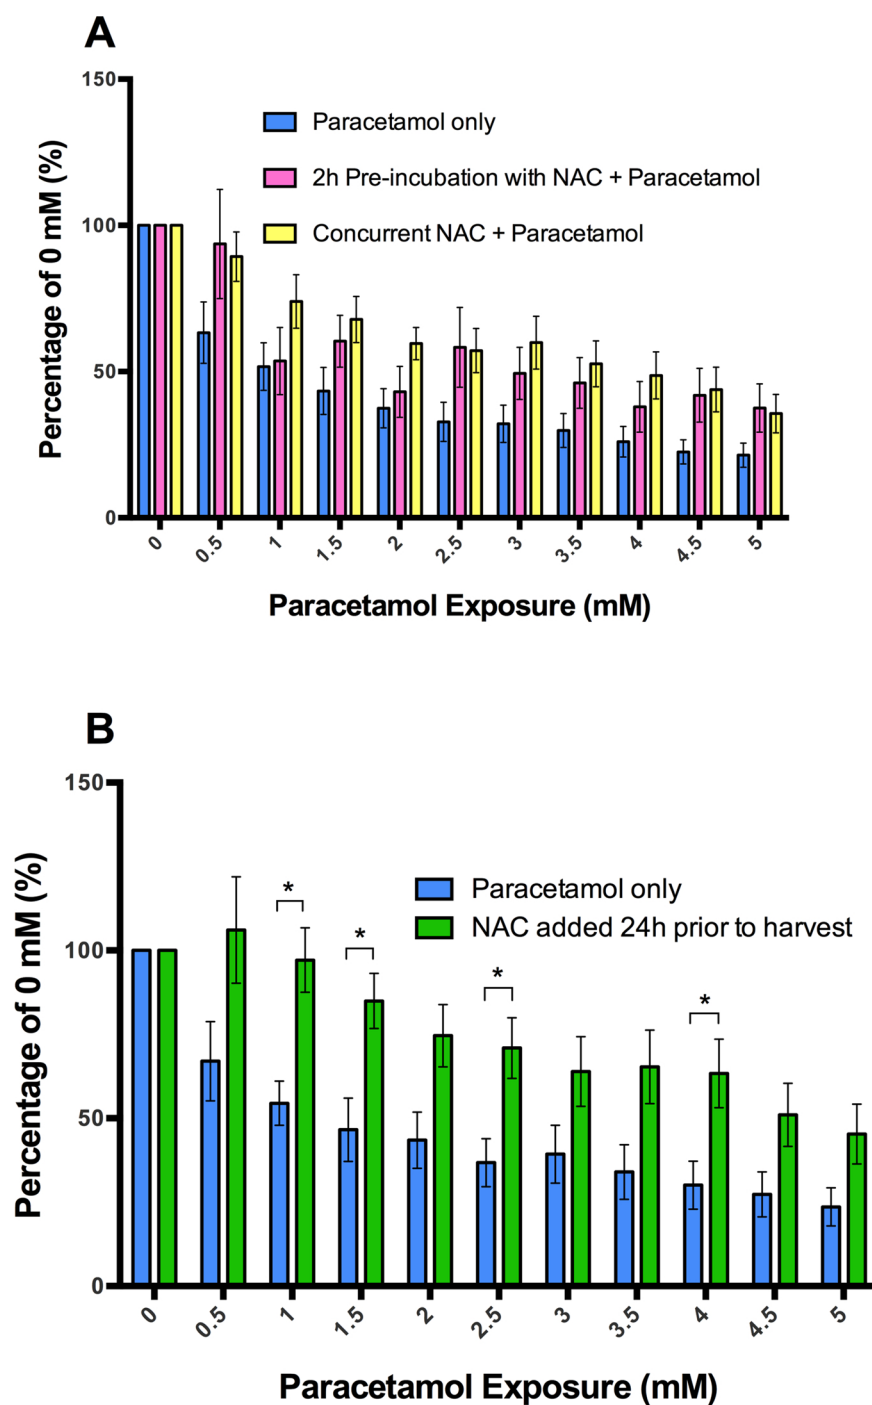 A
150
100
50
0
Percentage of 0 mM (%)
Paracetamol only
2h Pre-incubation with NAC + Paracetamol
Concurrent NAC + Paracetamol
0 0.5 1 1.5 2 2.5 3 3.5 4 4.5 5
Paracetamol Exposure (mM)
B
150
100
50
0
Percentage of 0 mM (%)
Paracetamol only
NAC added 24h prior to harvest
* * * *
0 0.5 1 1.5 2 2.5 3 3.5 4 4.5 5
Paracetamol Exposure (mM)